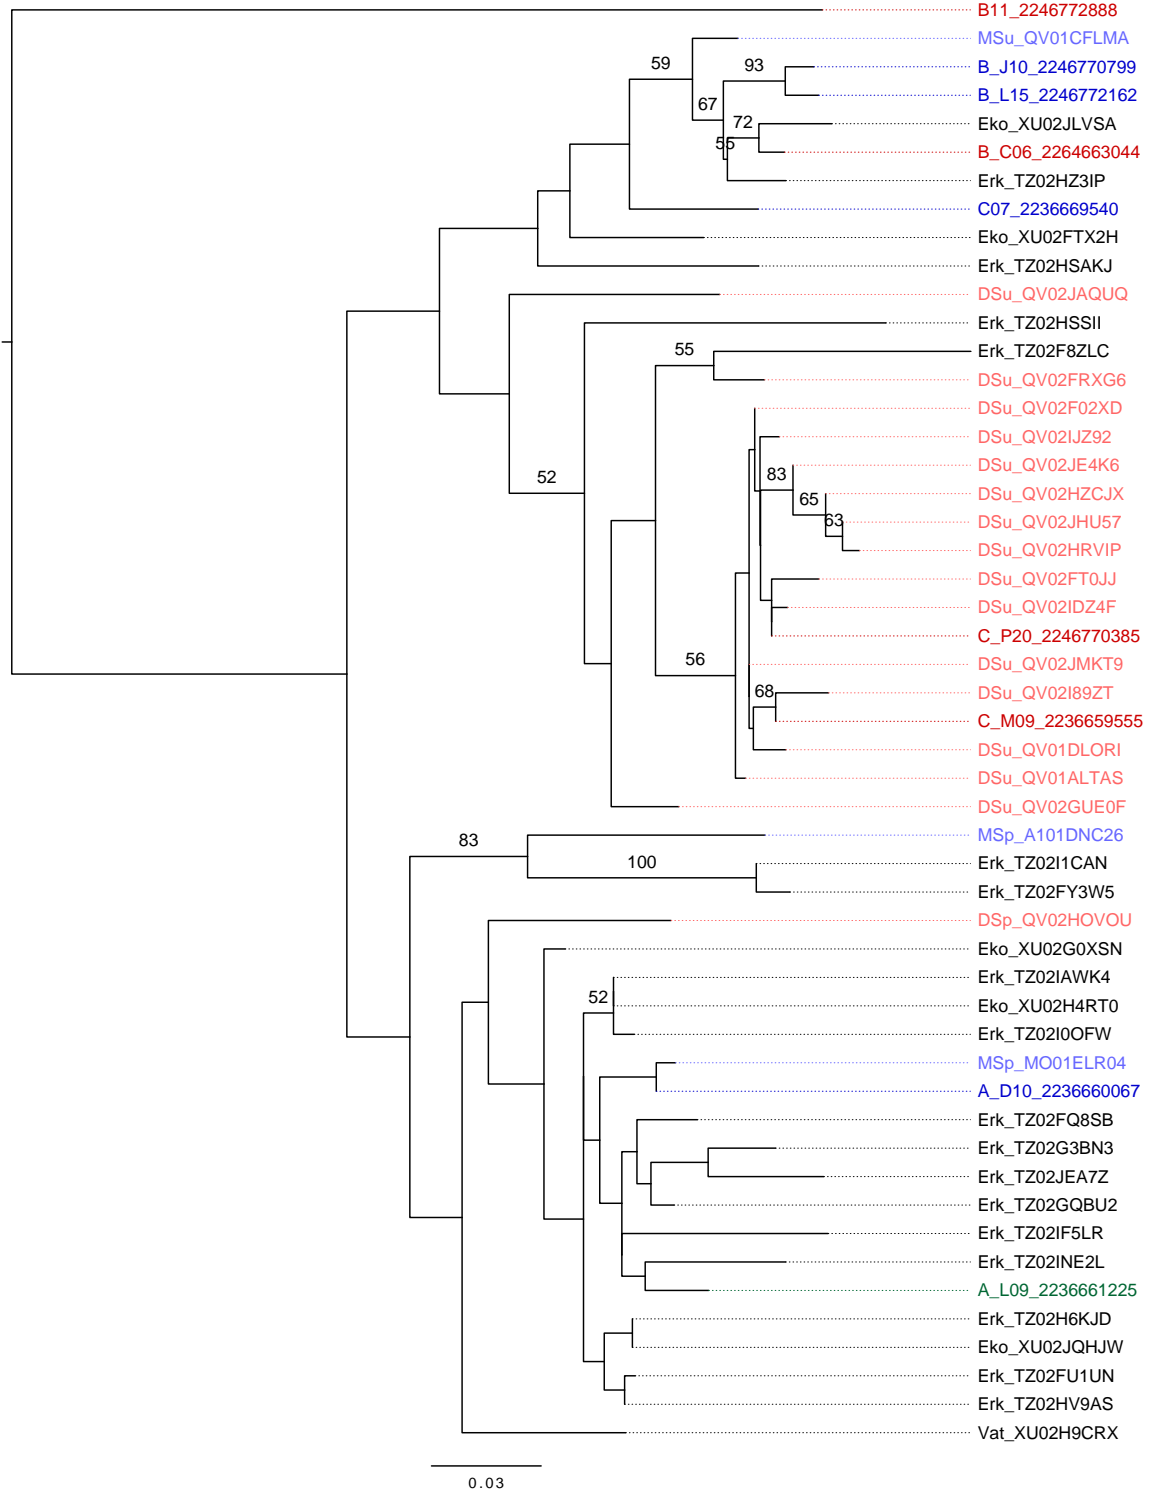 B11_2246772888
MSu_QV01CFLMA
59
93
B_J10_2246770799
B_L15_2246772162
67
72
Eko_XU02JLVSA
55
B_C06_2264663044
Erk_TZ02HZ3IP
C07_2236669540
Eko_XU02FTX2H
Erk_TZ02HSAKJ
DSu_QV02JAQUQ
Erk_TZ02HSSII
55
Erk_TZ02F8ZLC
DSu_QV02FRXG6
DSu_QV02F02XD
DSu_QV02IJZ92
83
DSu_QV02JE4K6
52
65
DSu_QV02HZCJX
63
DSu_QV02JHU57
DSu_QV02HRVIP
DSu_QV02FT0JJ
DSu_QV02IDZ4F
C_P20_2246770385
56
DSu_QV02JMKT9
68
DSu_QV02I89ZT
C_M09_2236659555
DSu_QV01DLORI
DSu_QV01ALTAS
DSu_QV02GUE0F
83
MSp_A101DNC26
100
Erk_TZ02I1CAN
Erk_TZ02FY3W5
DSp_QV02HOVOU
Eko_XU02G0XSN
Erk_TZ02IAWK4
52
Eko_XU02H4RT0
Erk_TZ02I0OFW
MSp_MO01ELR04
A_D10_2236660067
Erk_TZ02FQ8SB
Erk_TZ02G3BN3
Erk_TZ02JEA7Z
Erk_TZ02GQBU2
Erk_TZ02IF5LR
Erk_TZ02INE2L
A_L09_2236661225
Erk_TZ02H6KJD
Eko_XU02JQHJW
Erk_TZ02FU1UN
Erk_TZ02HV9AS
Vat_XU02H9CRX
0.03